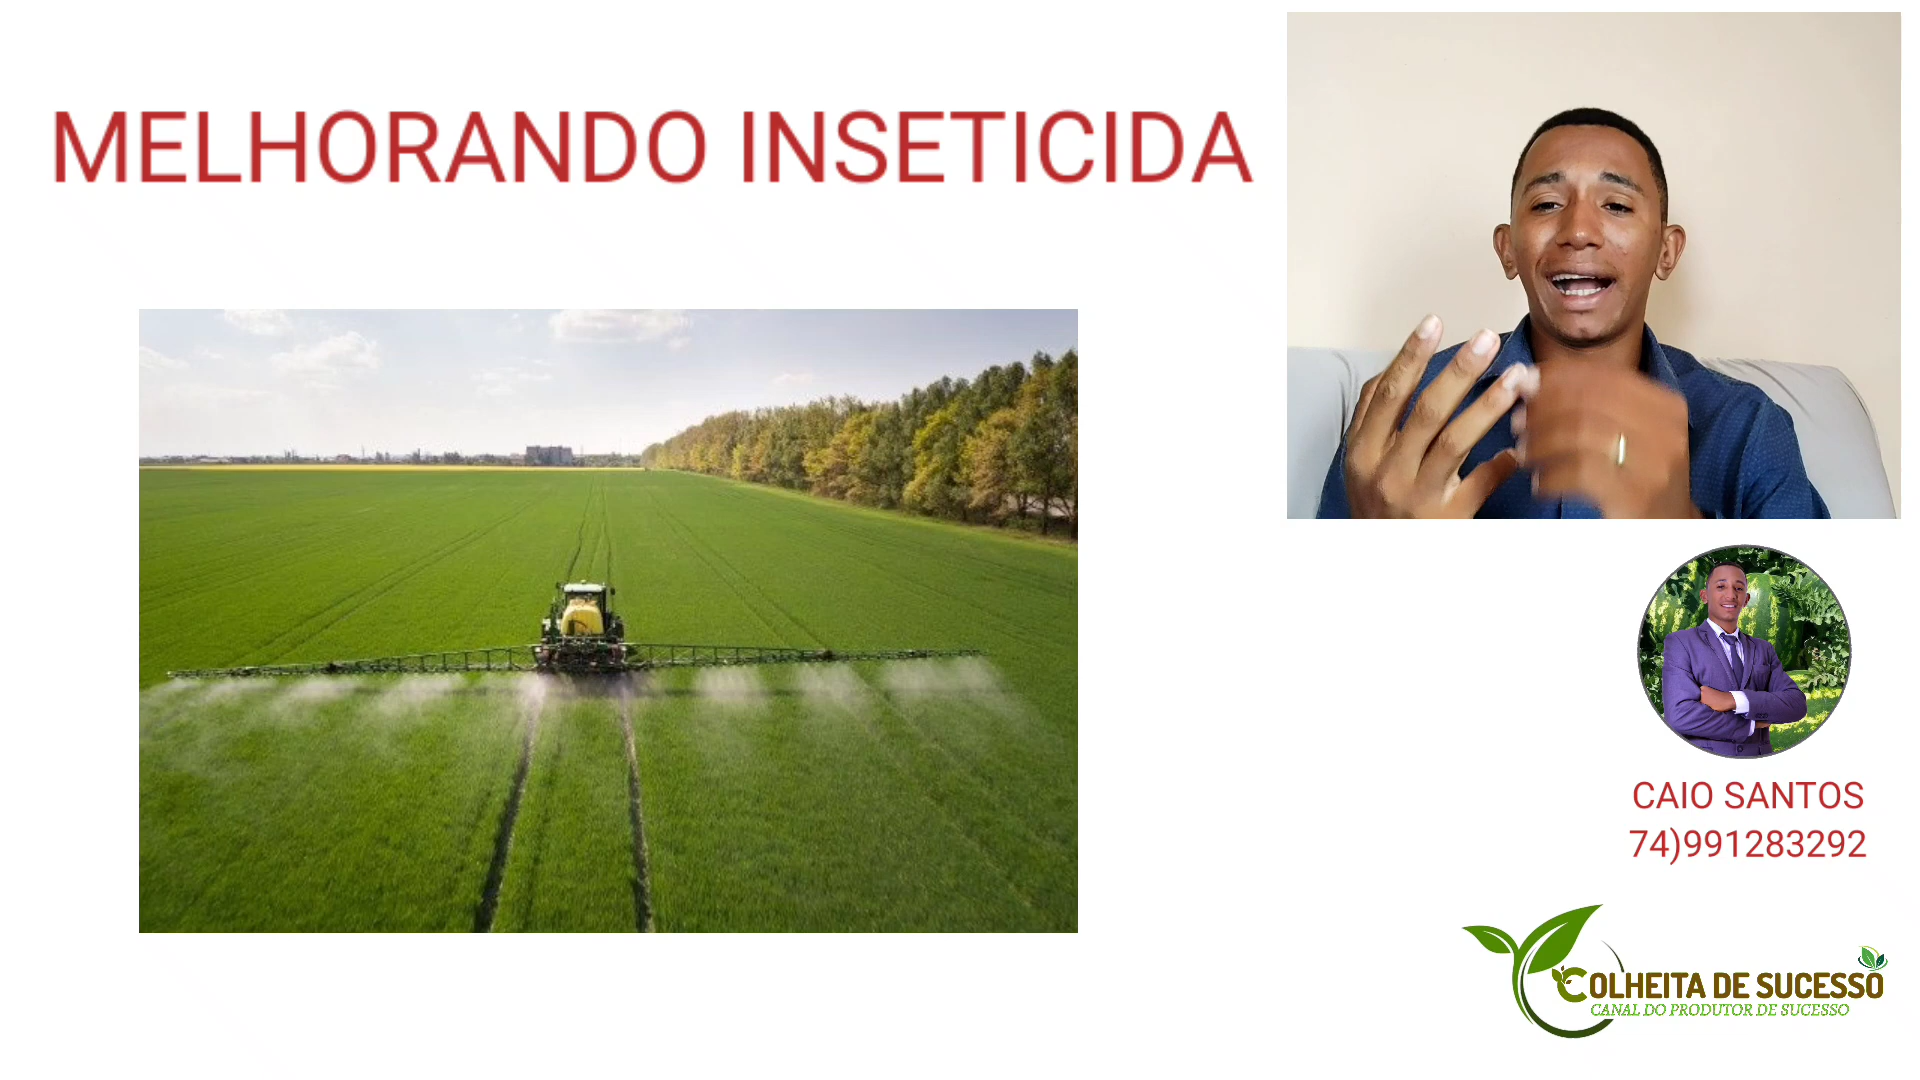 MELHORANDO INSETICIDA
CAIO SANTOS
74)991283292
COLHEITA DE SUCESSO
CANAL DO PRODUTOR DE SUCESSO